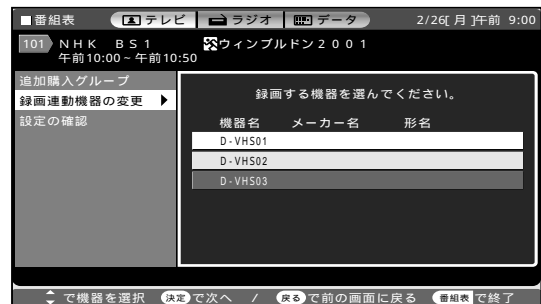 ■番組表 テレビ ラジオ データ 2/26[月]午前 9:00
101 ＮＨＫ ＢＳ１ ウィンブルドン２００１
午前10:00～午前10:50
追加購入グループ
録画連動機器の変更 ▶
設定の確認
録画する機器を選んでください。
機器名 メーカー名 形名
D-VHS01
D-VHS02
D-VHS03
で機器を選択 決定で次へ / 戻るで前の画面に戻る 番組表で終了